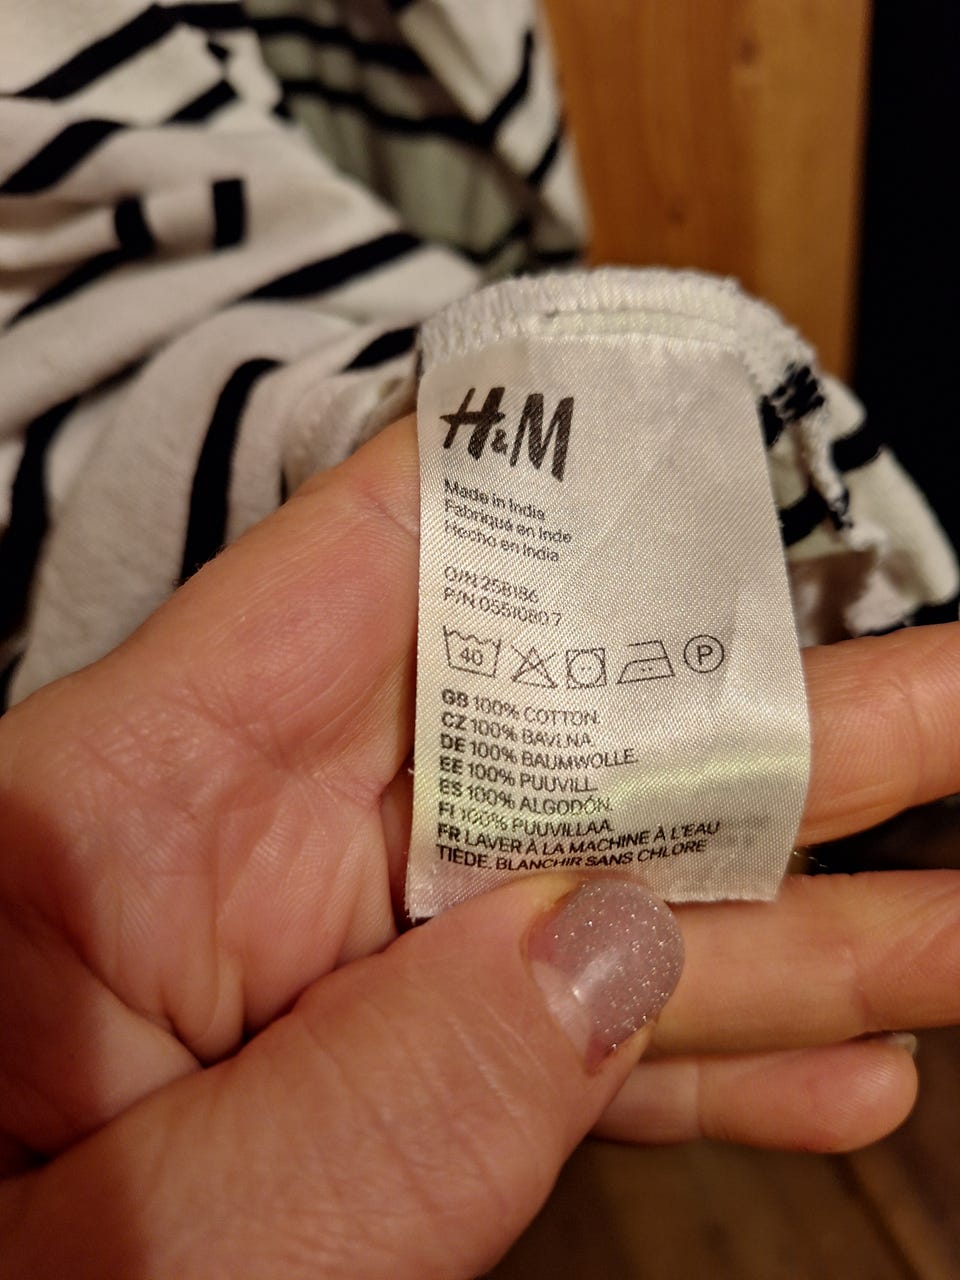 H&M
Made in India
Fabriqué en Inde
Hecho en India
O/N 258186
P/N 05510807
40
P
GB 100% COTTON.
CZ 100% BAVLNA
DE 100% BAUMWOLLE.
EE 100% PUUVILL.
ES 100% ALGODÓN.
FI 100% PUUVILLAA.
FR LAVER À LA MACHINE À L'EAU
TIÈDE. BLANCHIR SANS CHLORE